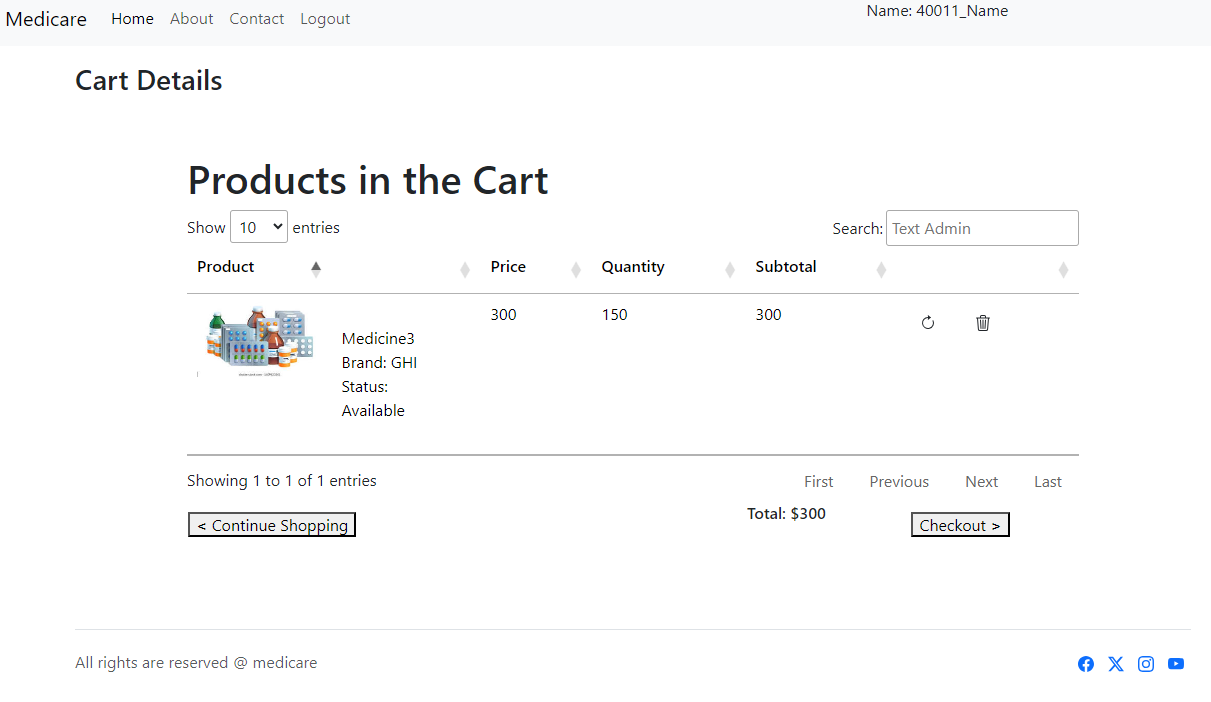 Medicare Home About Contact Logout Name: 40011_Name
Cart Details
Products in the Cart
Show 10 entries Search: Text Admin
Product Price Quantity Subtotal
300 150 300
Medicine3
Brand: GHI
Status:
Available
Showing 1 to 1 of 1 entries First Previous Next Last
< Continue Shopping Total: $300 Checkout >
All rights are reserved @ medicare